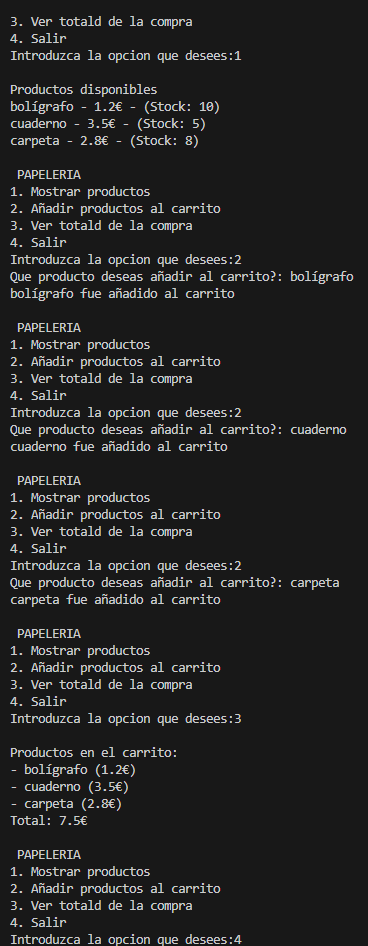 3. Ver totald de la compra
4. Salir
Introduzca la opcion que desees:1

Productos disponibles
bolígrafo - 1.2€ - (Stock: 10)
cuaderno - 3.5€ - (Stock: 5)
carpeta - 2.8€ - (Stock: 8)

PAPELERIA
1. Mostrar productos
2. Añadir productos al carrito
3. Ver totald de la compra
4. Salir
Introduzca la opcion que desees:2
Que producto deseas añadir al carrito?: bolígrafo
bolígrafo fue añadido al carrito

PAPELERIA
1. Mostrar productos
2. Añadir productos al carrito
3. Ver totald de la compra
4. Salir
Introduzca la opcion que desees:2
Que producto deseas añadir al carrito?: cuaderno
cuaderno fue añadido al carrito

PAPELERIA
1. Mostrar productos
2. Añadir productos al carrito
3. Ver totald de la compra
4. Salir
Introduzca la opcion que desees:2
Que producto deseas añadir al carrito?: carpeta
carpeta fue añadido al carrito

PAPELERIA
1. Mostrar productos
2. Añadir productos al carrito
3. Ver totald de la compra
4. Salir
Introduzca la opcion que desees:3

Productos en el carrito:
- bolígrafo (1.2€)
- cuaderno (3.5€)
- carpeta (2.8€)
Total: 7.5€

PAPELERIA
1. Mostrar productos
2. Añadir productos al carrito
3. Ver totald de la compra
4. Salir
Introduzca la opcion que desees:4